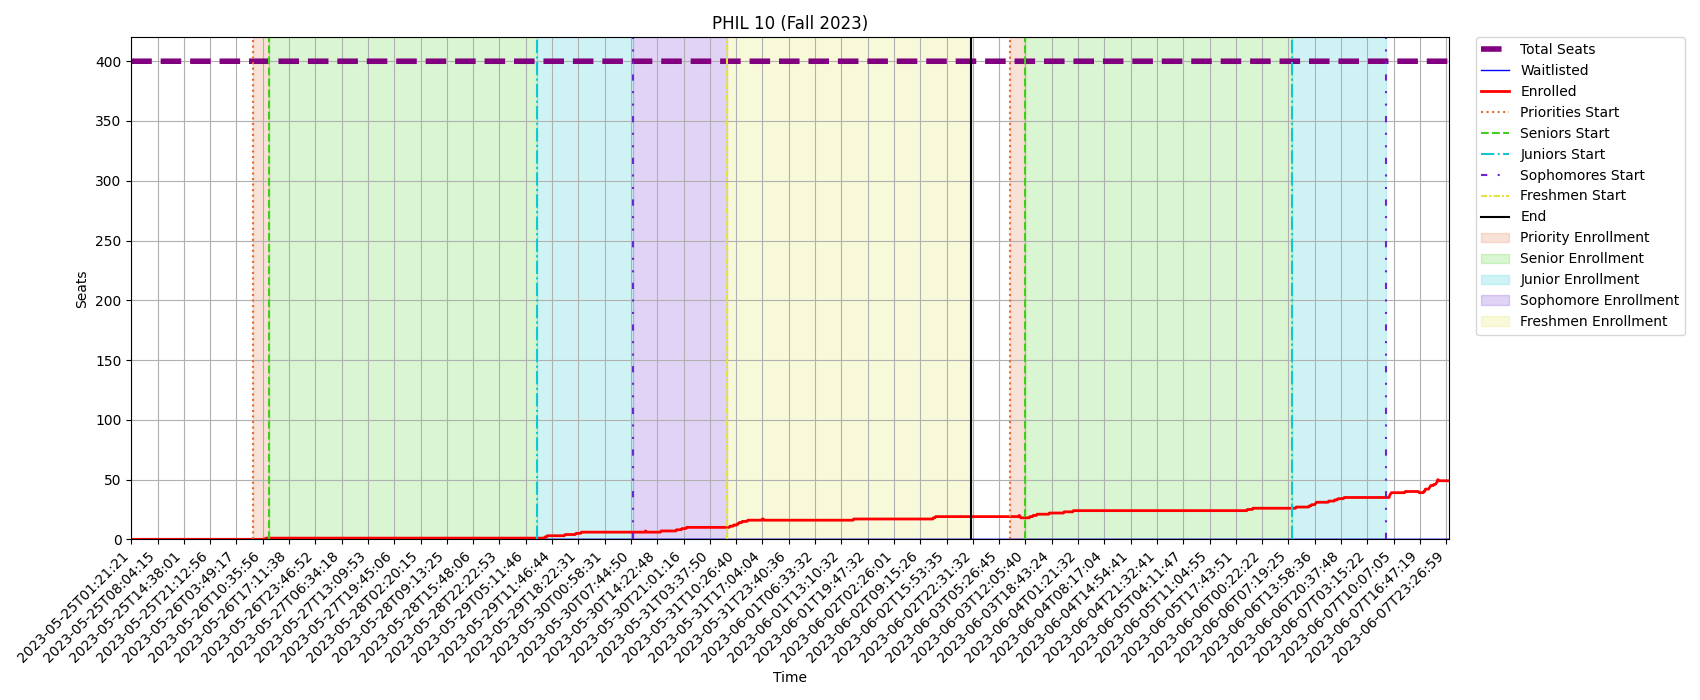 PHIL 10 (Fall 2023)
400
350
300
250
200
150
100
50
0
Seats
2023-05-25T01:21:21
2023-05-25T08:04:15
2023-05-25T14:38:01
2023-05-25T21:12:56
2023-05-26T03:49:17
2023-05-26T10:35:56
2023-05-26T17:11:38
2023-05-26T23:46:52
2023-05-27T06:34:18
2023-05-27T13:09:53
2023-05-27T19:45:06
2023-05-28T02:20:15
2023-05-28T09:13:25
2023-05-28T15:48:06
2023-05-28T22:22:53
2023-05-29T05:11:46
2023-05-29T11:46:44
2023-05-29T18:22:31
2023-05-30T00:58:31
2023-05-30T07:44:50
2023-05-30T14:22:48
2023-05-30T21:01:16
2023-05-31T03:37:50
2023-05-31T10:26:40
2023-05-31T17:04:04
2023-05-31T23:40:36
2023-06-01T06:33:32
2023-06-01T13:10:32
2023-06-01T19:47:32
2023-06-02T02:26:01
2023-06-02T09:15:26
2023-06-02T15:53:35
2023-06-02T22:31:32
2023-06-03T05:26:45
2023-06-03T12:05:40
2023-06-03T18:43:24
2023-06-04T01:21:32
2023-06-04T08:17:04
2023-06-04T14:54:41
2023-06-04T21:32:41
2023-06-05T04:11:47
2023-06-05T11:04:55
2023-06-05T17:43:51
2023-06-06T00:22:22
2023-06-06T07:19:25
2023-06-06T13:58:36
2023-06-06T20:37:48
2023-06-07T03:15:22
2023-06-07T10:07:05
2023-06-07T16:47:19
2023-06-07T23:26:59
Time
Total Seats
Waitlisted
Enrolled
Priorities Start
Seniors Start
Juniors Start
Sophomores Start
Freshmen Start
End
Priority Enrollment
Senior Enrollment
Junior Enrollment
Sophomore Enrollment
Freshmen Enrollment